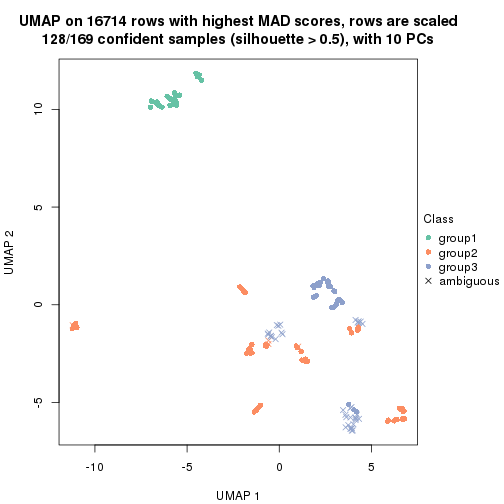 UMAP on 16714 rows with highest MAD scores, rows are scaled
128/169 confident samples (silhouette > 0.5), with 10 PCs
10
5
0
-5
UMAP 2
-10
-5
0
5
UMAP 1
Class
group1
group2
group3
ambiguous